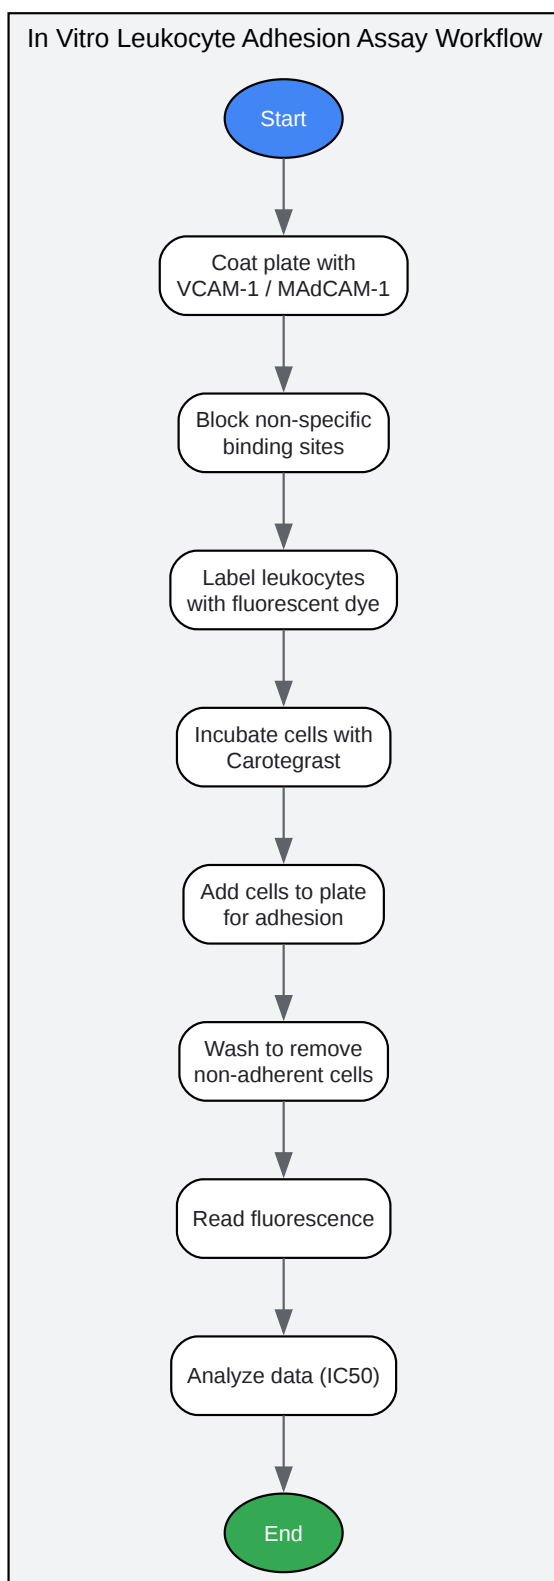 In Vitro Leukocyte Adhesion Assay Workflow
Start
Coat plate with
VCAM-1 / MAdCAM-1
Block non-specific
binding sites
Label leukocytes
with fluorescent dye
Incubate cells with
Carotegrast
Add cells to plate
for adhesion
Wash to remove
non-adherent cells
Read fluorescence
Analyze data (IC50)
End